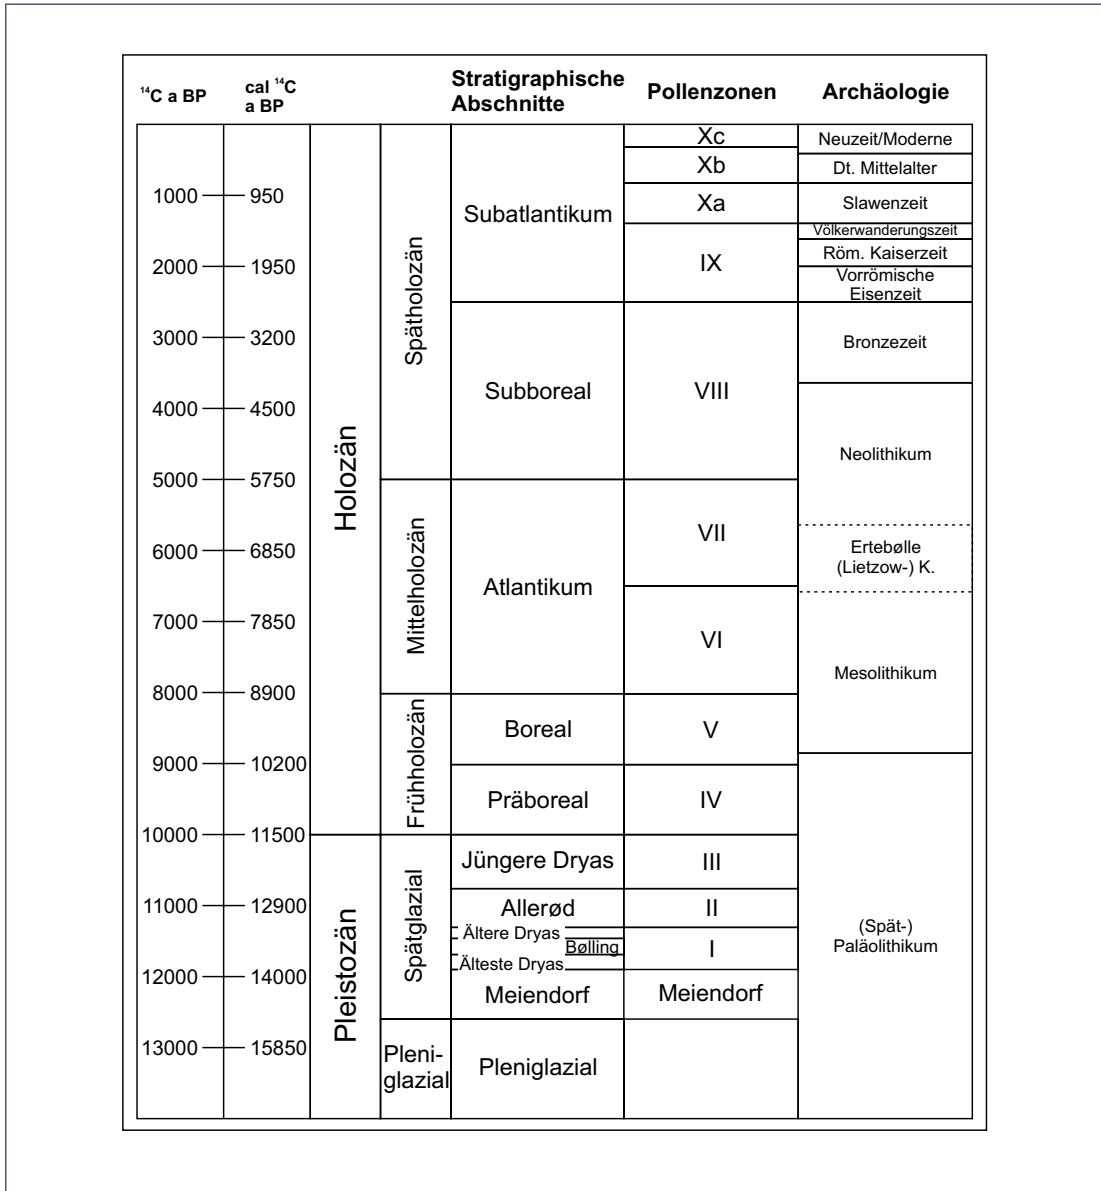 ¹⁴C a BP
cal ¹⁴C
a BP
Stratigraphische
Abschnitte
Pollenzonen
Archäologie
1000
2000
3000
4000
5000
6000
7000
8000
9000
10000
11000
12000
13000
950
1950
3200
4500
5750
6850
7850
8900
10200
11500
12900
14000
15850
Holozän
Pleistozän
Spätholozän
Mittelholozän
Frühholozän
Spätglazial
Pleni-
glazial
Subatlantikum
Subboreal
Atlantikum
Boreal
Präboreal
Jüngere Dryas
Allerød
Ältere Dryas
Bølling
Älteste Dryas
Meiendorf
Pleniglazial
Xc
Xb
Xa
IX
VIII
VII
VI
V
IV
III
II
I
Meiendorf
Neuzeit/Moderne
Dt. Mittelalter
Slawenzeit
Völkerwanderungszeit
Röm. Kaiserzeit
Vorrömische
Eisenzeit
Bronzezeit
Neolithikum
Ertebølle
(Lietzow-) K.
Mesolithikum
(Spät-)
Paläolithikum